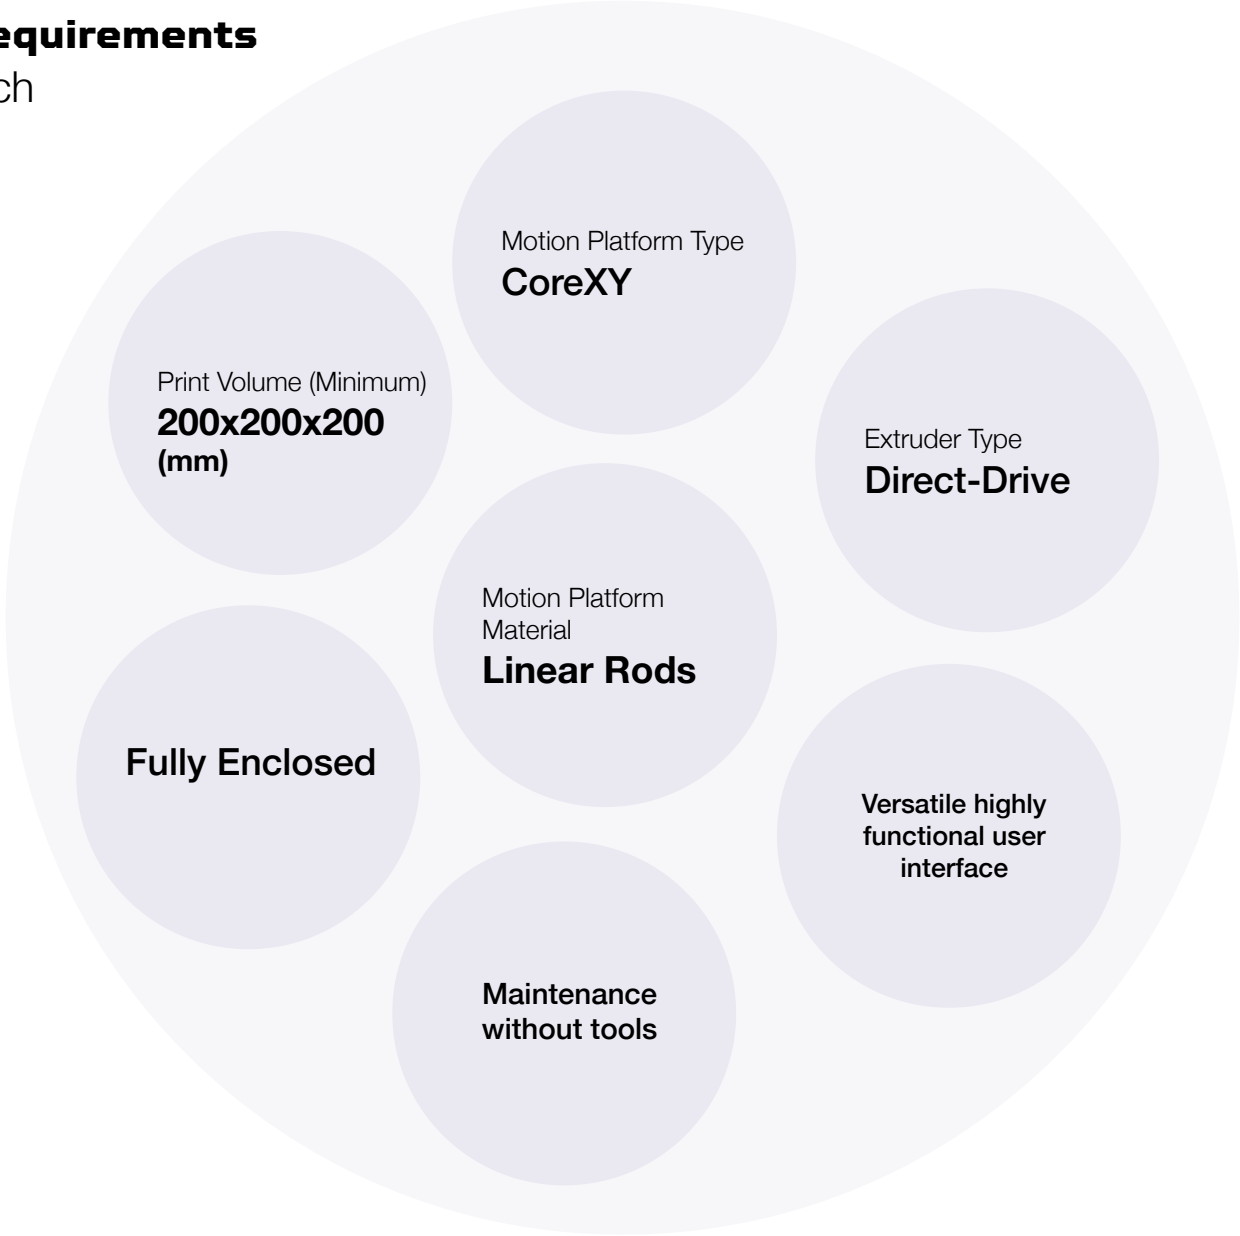 equirements
ch
Motion Platform Type
CoreXY
Print Volume (Minimum)
200x200x200
(mm)
Extruder Type
Direct-Drive
Motion Platform
Material
Linear Rods
Fully Enclosed
Versatile highly
functional user
interface
Maintenance
without tools